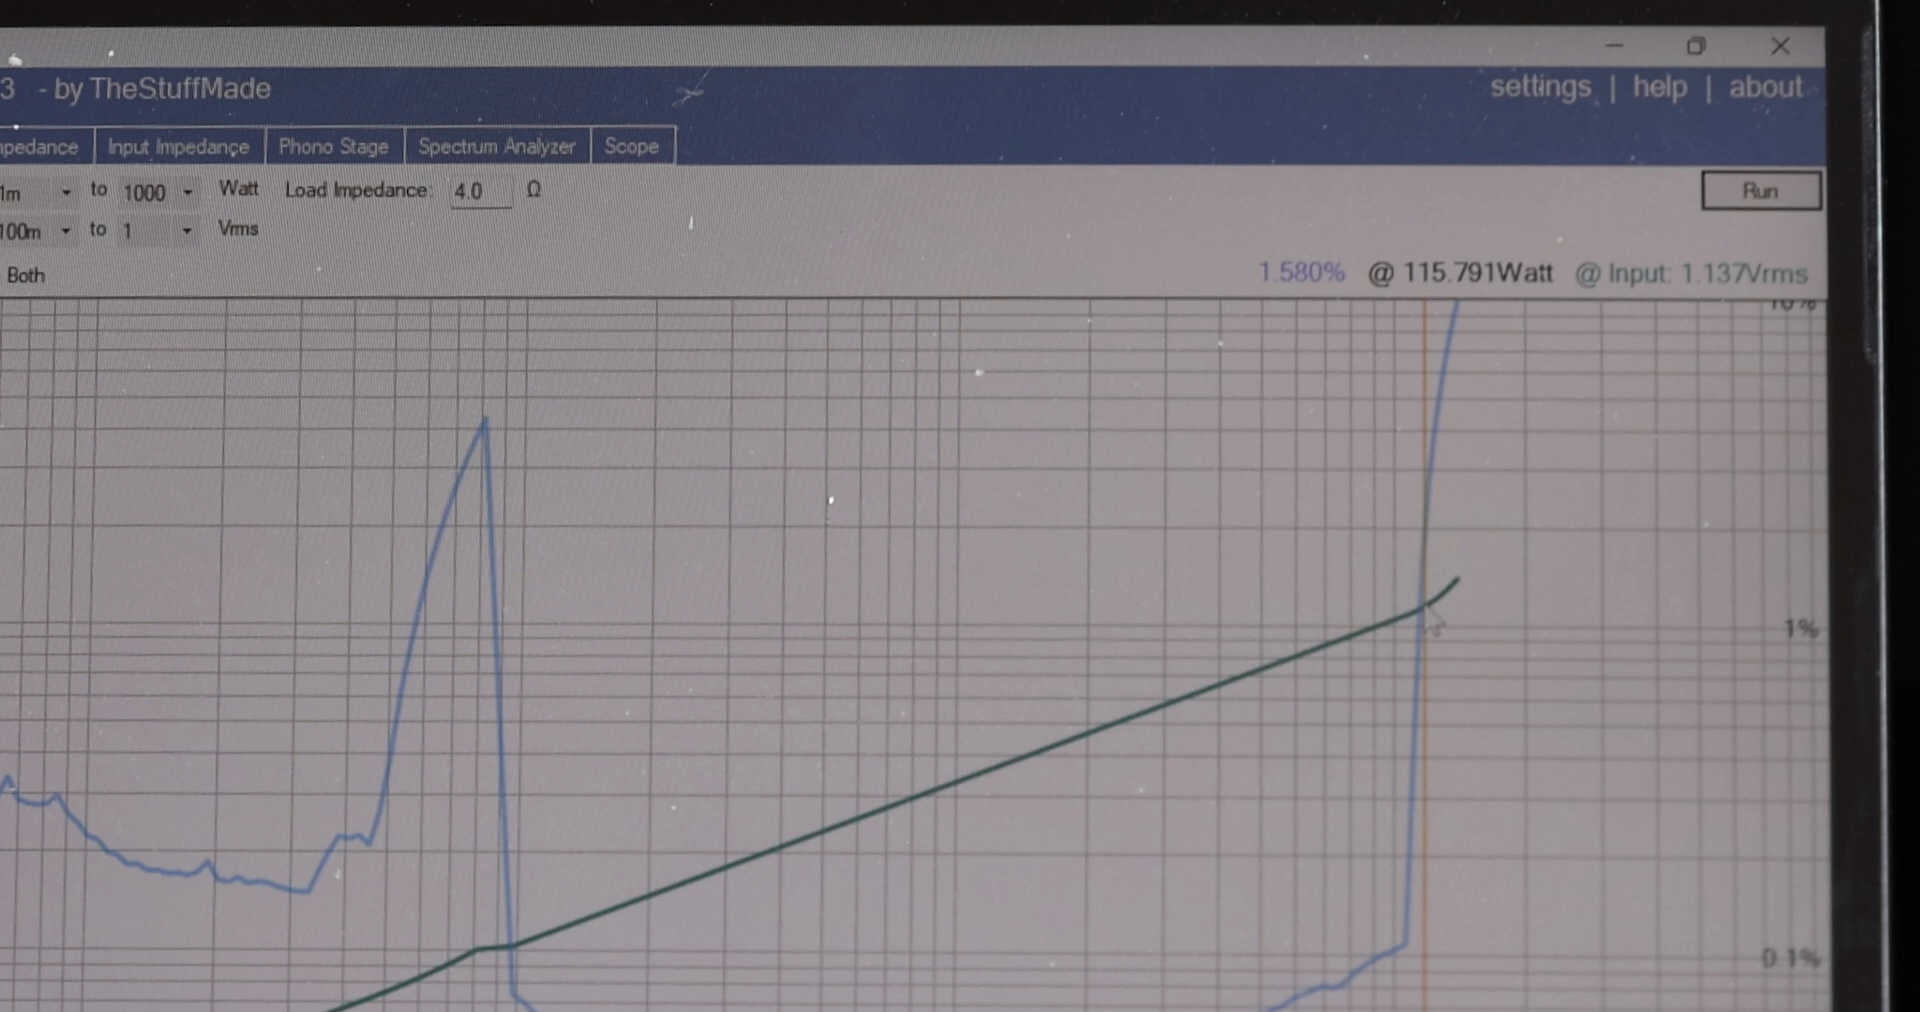 3 - by TheStuffMade
settings | help | about
pedance Input Impedance Phono Stage Spectrum Analyzer Scope
1m to 1000 Watt Load Impedance: 4.0 Ω
Run
100m to 1 Vrms
Both
1.580% @ 115.791Watt @ Input: 1.137Vrms
10%
1%
0.1%